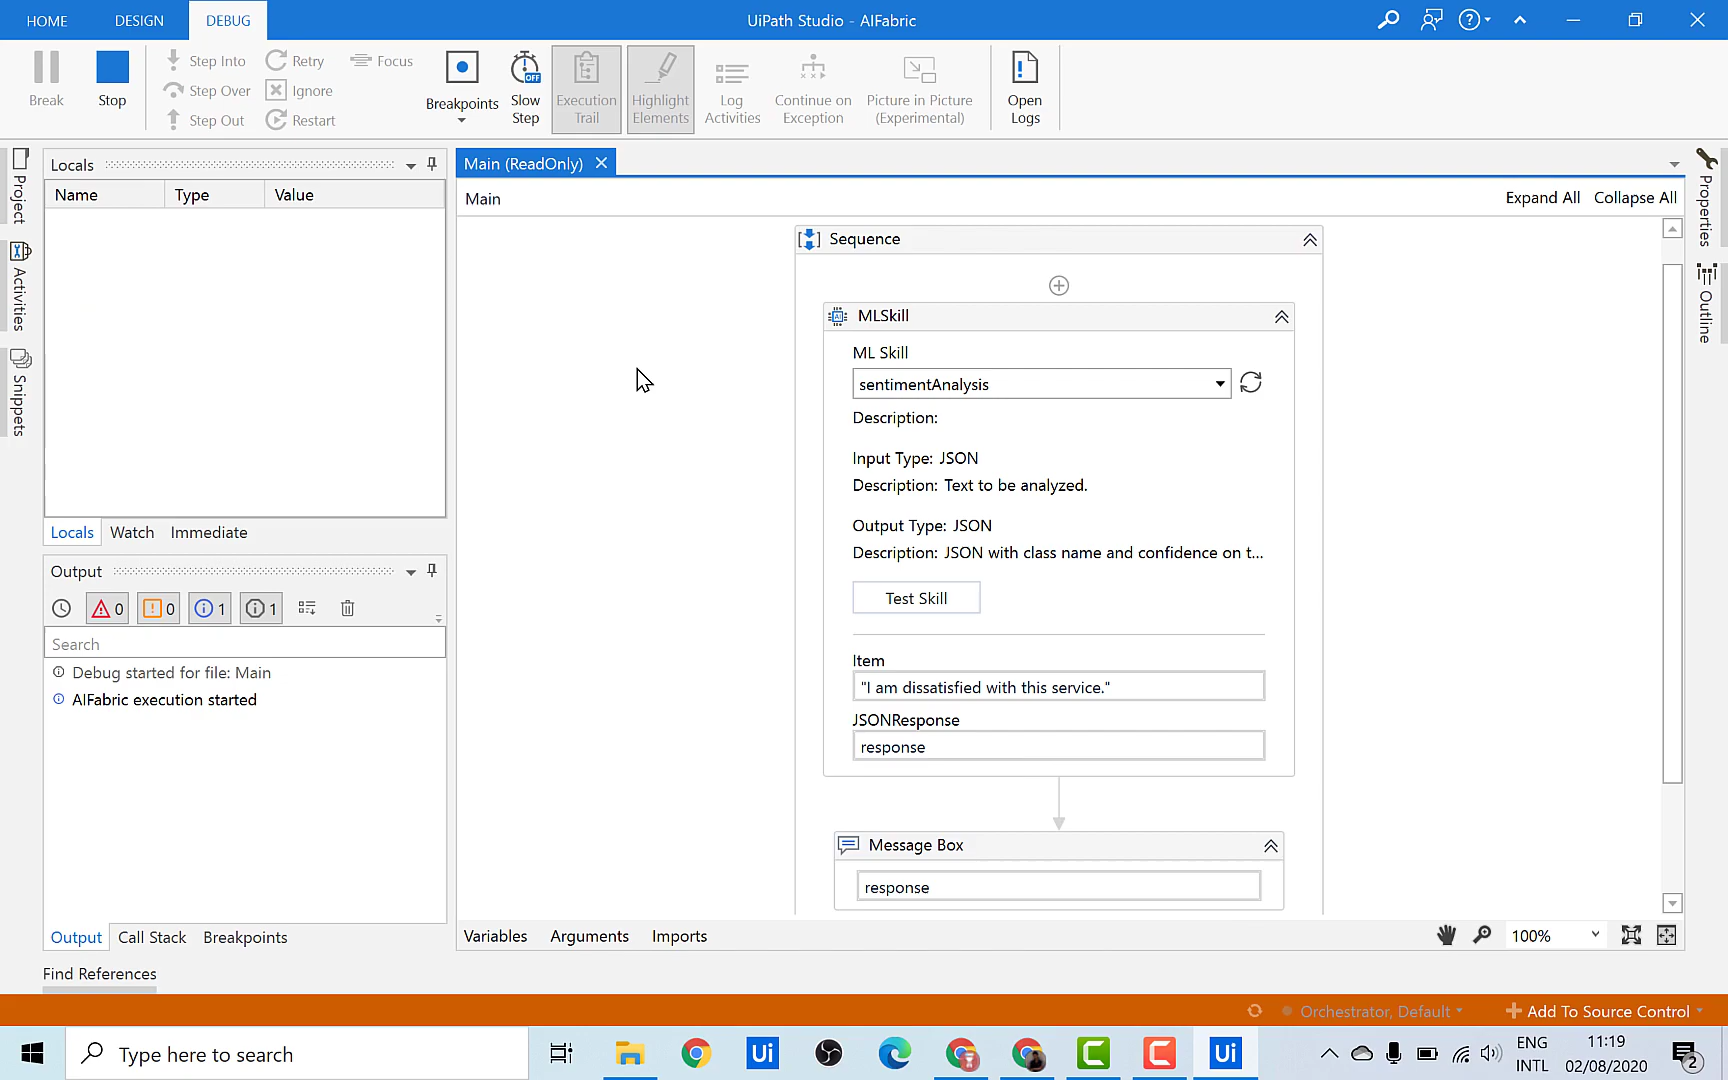 HOME DESIGN DEBUG UiPath Studio - AIFabric
Break Stop Step Into Step Over Step Out Retry Ignore Restart Focus Breakpoints Slow Step OFF Execution Trail Highlight Elements Log Activities Continue on Exception Picture in Picture (Experimental) Open Logs
Project
Activities
Snippets
Locals
Name Type Value
Locals Watch Immediate
Output
0 0 1 1
Search
Debug started for file: Main
AIFabric execution started
Output Call Stack Breakpoints
Find References
Main (ReadOnly)
Main Expand All Collapse All
Sequence
MLSkill
ML Skill
sentimentAnalysis
Description:
Input Type: JSON
Description: Text to be analyzed.
Output Type: JSON
Description: JSON with class name and confidence on t...
Test Skill
Item
"I am dissatisfied with this service."
JSONResponse
response
Message Box
response
Variables Arguments Imports 100%
Properties
Outline
Orchestrator, Default Add To Source Control
Type here to search
Ui Ui
ENG
INTL
11:19
02/08/2020
2